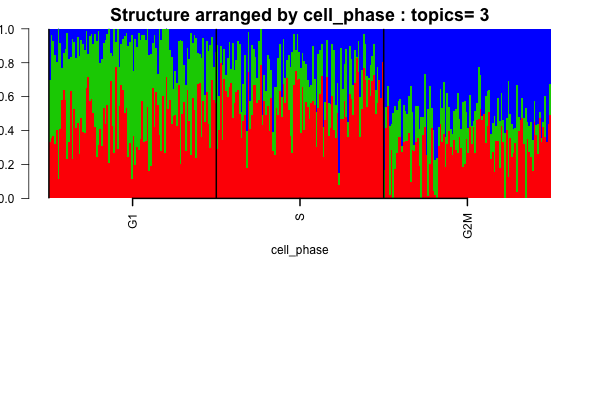 Structure arranged by cell_phase : topics= 3
1.0
0.8
0.6
0.4
0.2
0.0
G1
S
G2M
cell_phase